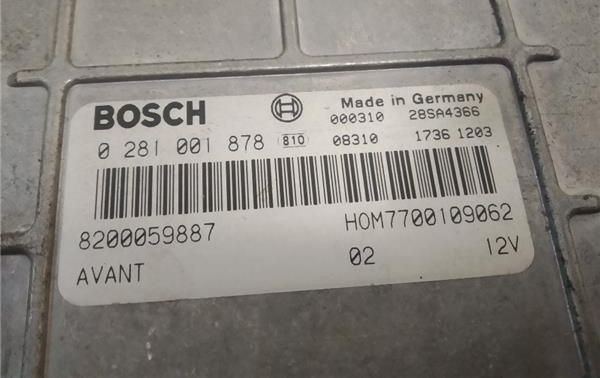 BOSCH Made in Germany
000310 28SA4366
0 281 001 878 810 08310 1736 1203
8200059887 HOM7700109062
AVANT 02 12V